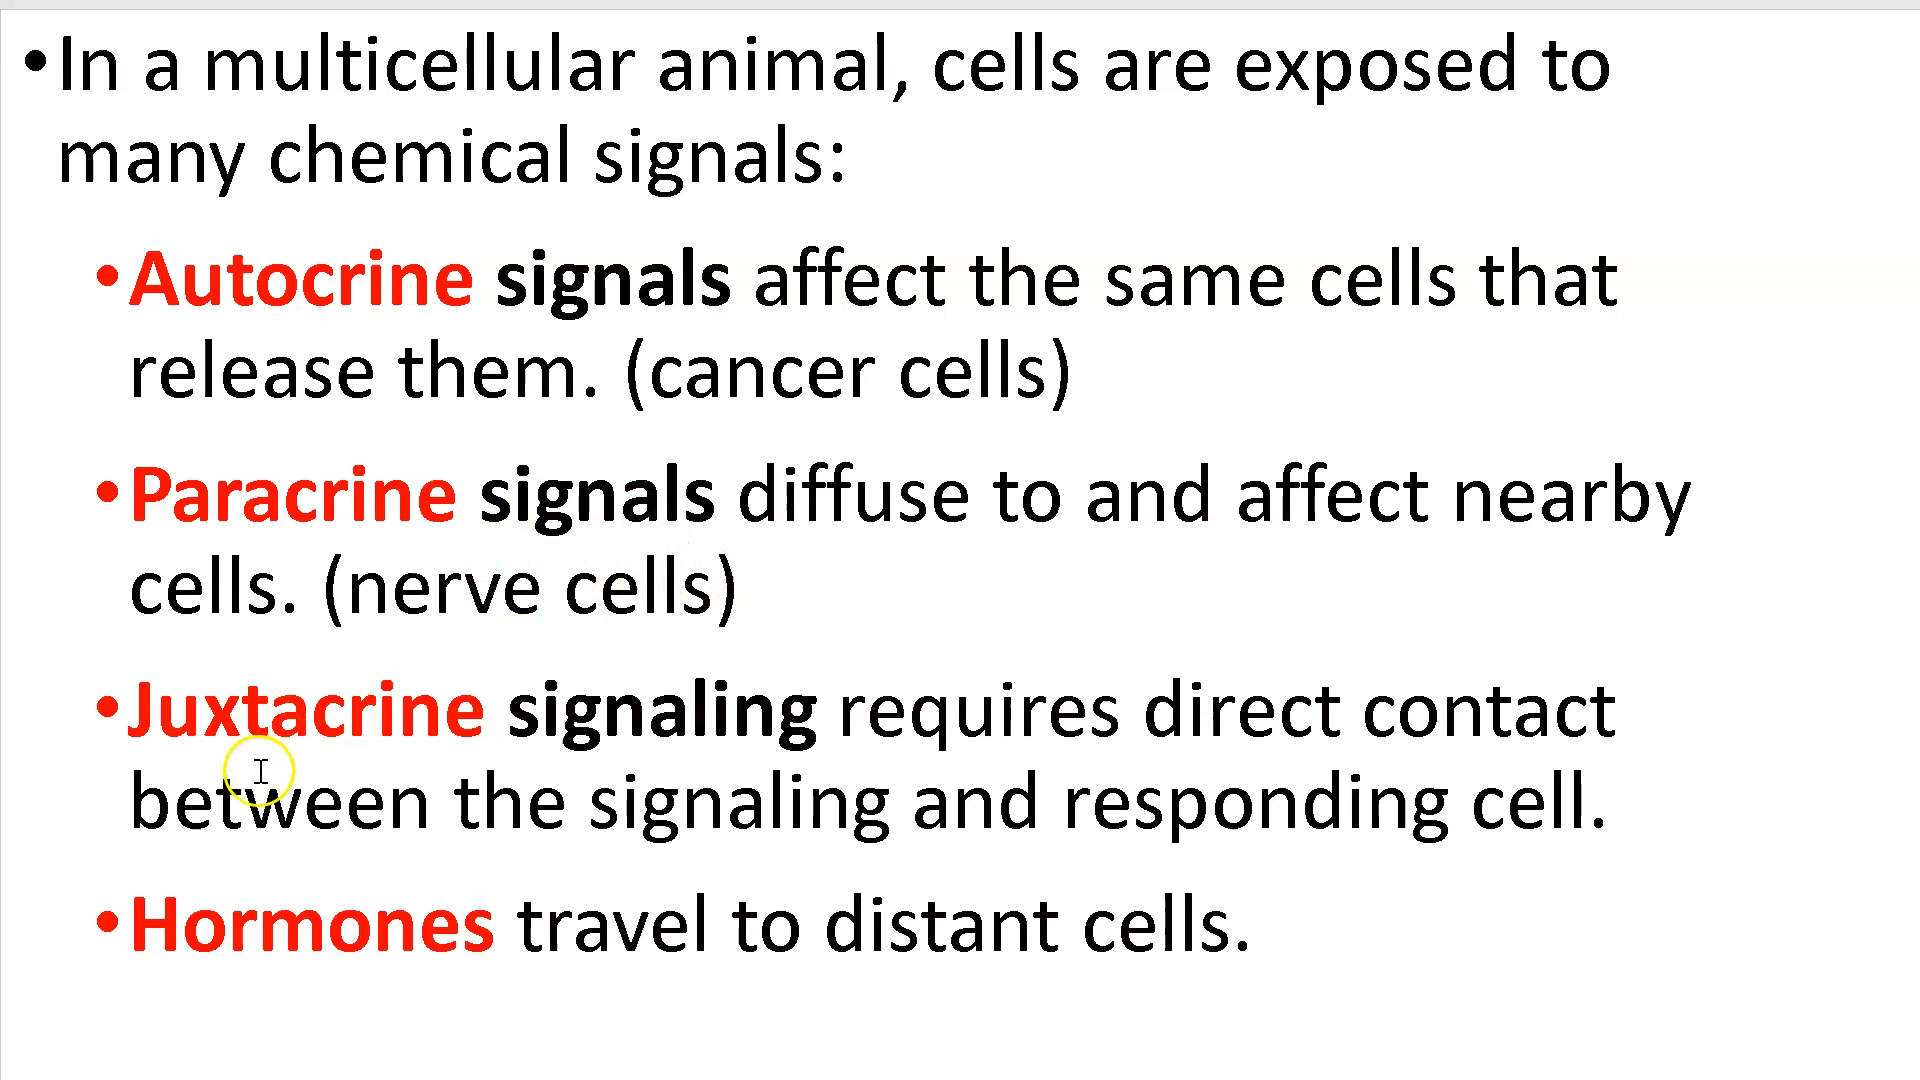 •In a multicellular animal, cells are exposed to
many chemical signals:
•Autocrine signals affect the same cells that
release them. (cancer cells)
•Paracrine signals diffuse to and affect nearby
cells. (nerve cells)
•Juxtacrine signaling requires direct contact
between the signaling and responding cell.
•Hormones travel to distant cells.